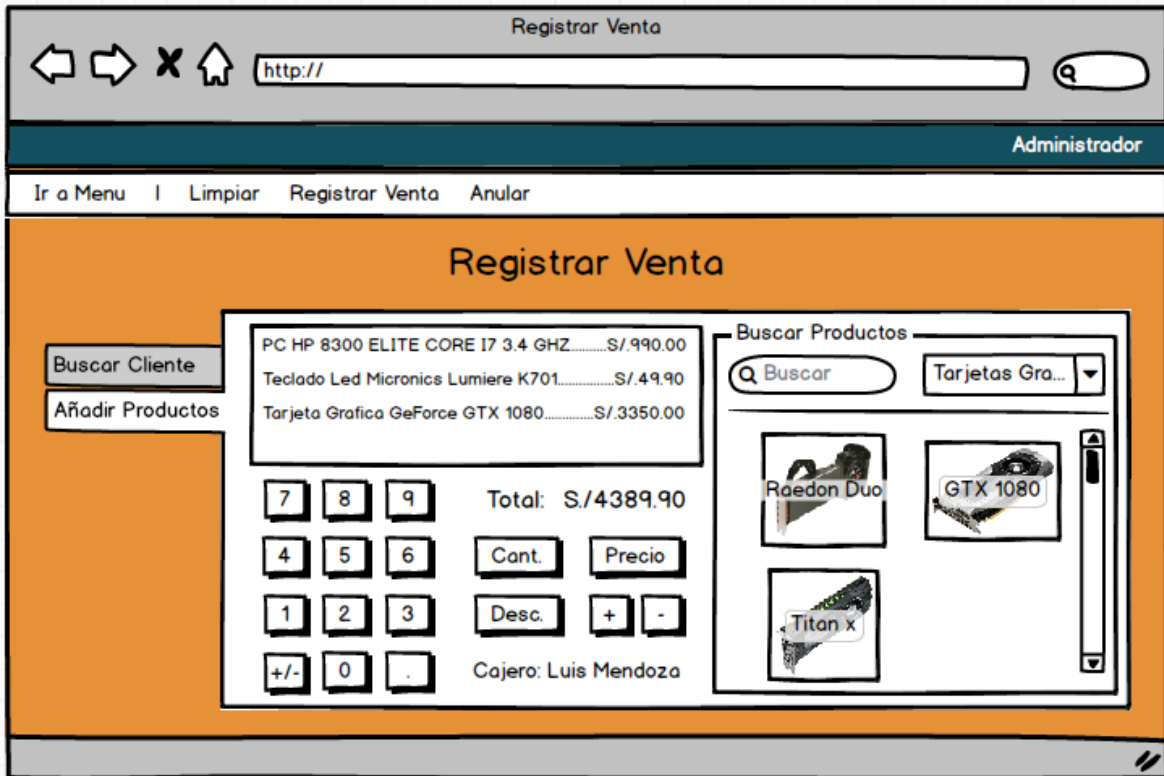 Registrar Venta
http://
Administrador
Ir a Menu | Limpiar Registrar Venta Anular
Registrar Venta
Buscar Cliente
Añadir Productos
PC HP 8300 ELITE CORE I7 3.4 GHZ.........S/.990.00
Teclado Led Micronics Lumiere K701..............S/.49.90
Tarjeta Grafica GeForce GTX 1080............S/.3350.00
7 8 9
Total: S./4389.90
4 5 6
Cant. Precio
1 2 3
Desc. + -
+/- 0 .
Cajero: Luis Mendoza
Buscar Productos
Buscar
Tarjetas Gra...
Raedon Duo
GTX 1080
Titan x